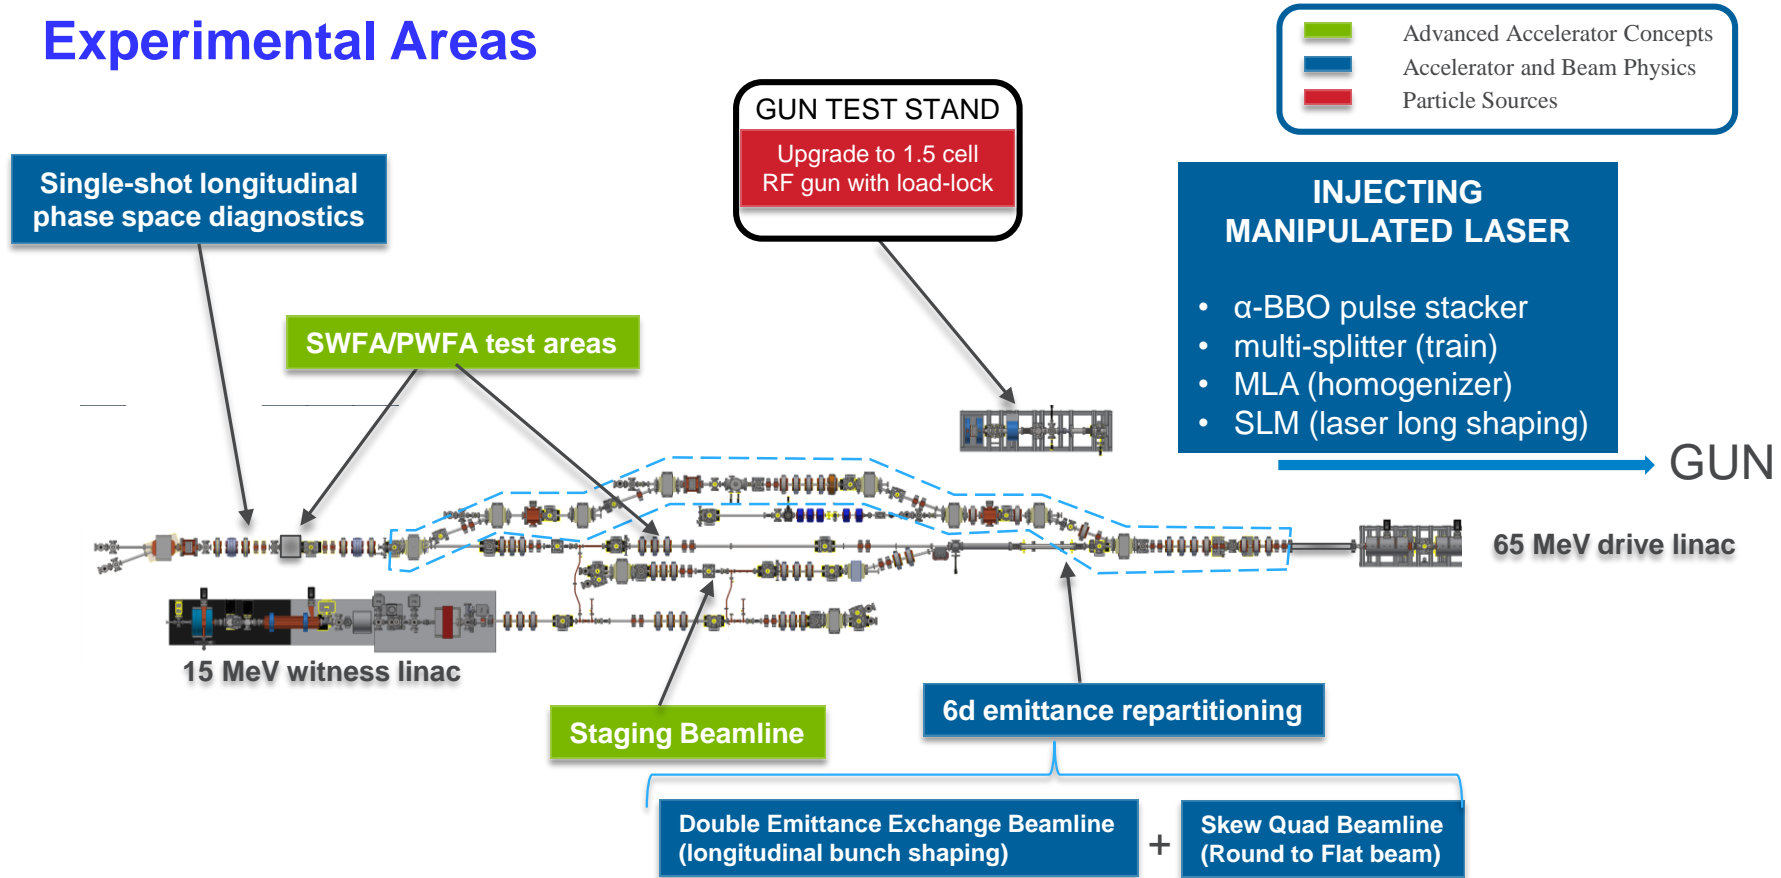 Experimental Areas
Advanced Accelerator Concepts
Accelerator and Beam Physics
Particle Sources
GUN TEST STAND
Upgrade to 1.5 cell
RF gun with load-lock
Single-shot longitudinal
phase space diagnostics
INJECTING
MANIPULATED LASER
• α-BBO pulse stacker
• multi-splitter (train)
• MLA (homogenizer)
• SLM (laser long shaping)
GUN
SWFA/PWFA test areas
65 MeV drive linac
15 MeV witness linac
Staging Beamline
6d emittance repartitioning
Double Emittance Exchange Beamline
(longitudinal bunch shaping)
+
Skew Quad Beamline
(Round to Flat beam)